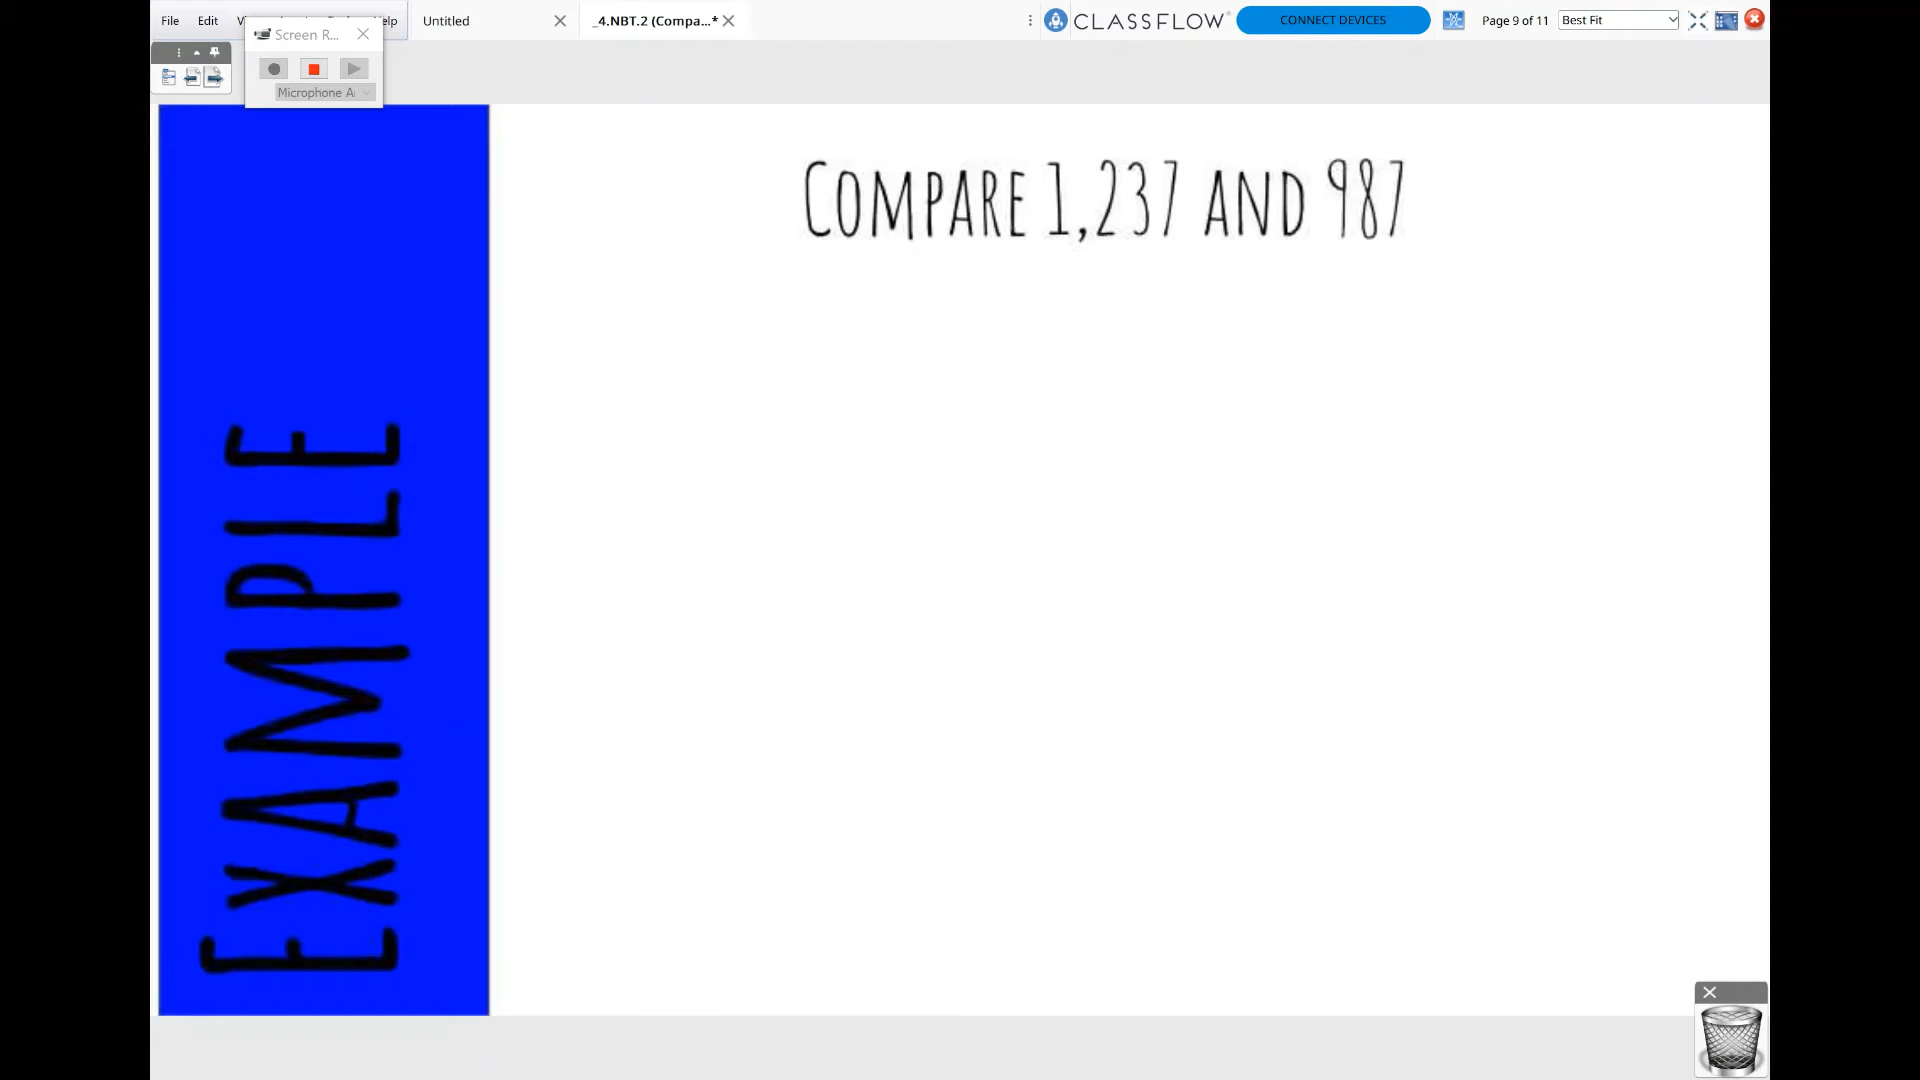 File Edit V Help Untitled _4.NBT.2 (Compa...* CLASSFLOW CONNECT DEVICES Page 9 of 11 Best Fit
Screen R...
Microphone A
COMPARE 1,237 AND 987
EXAMPLE